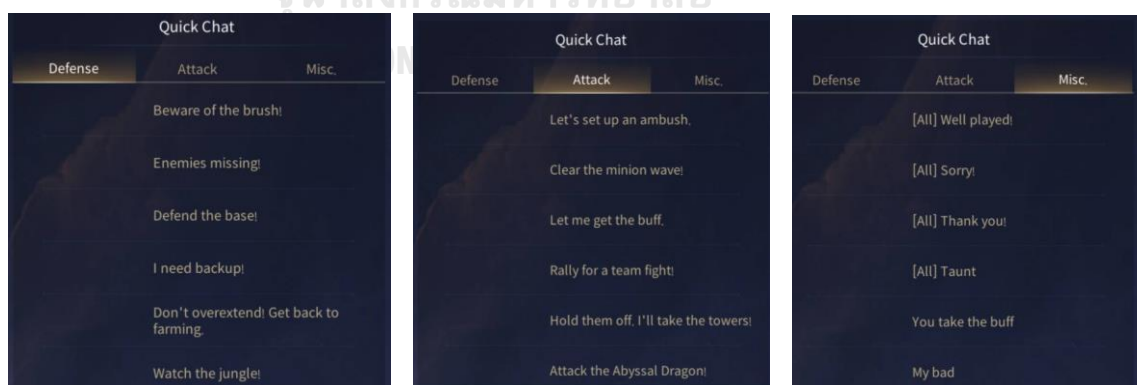 Quick Chat
Defense Attack Misc.
Beware of the brush!
Enemies missing!
Defend the base!
I need backup!
Don't overextend! Get back to
farming.
Watch the jungle!
Quick Chat
Defense Attack Misc.
Let's set up an ambush.
Clear the minion wave!
Let me get the buff.
Rally for a team fight!
Hold them off, I'll take the towers!
Attack the Abyssal Dragon!
Quick Chat
Defense Attack Misc.
[All] Well played!
[All] Sorry!
[All] Thank you!
[All] Taunt
You take the buff
My bad